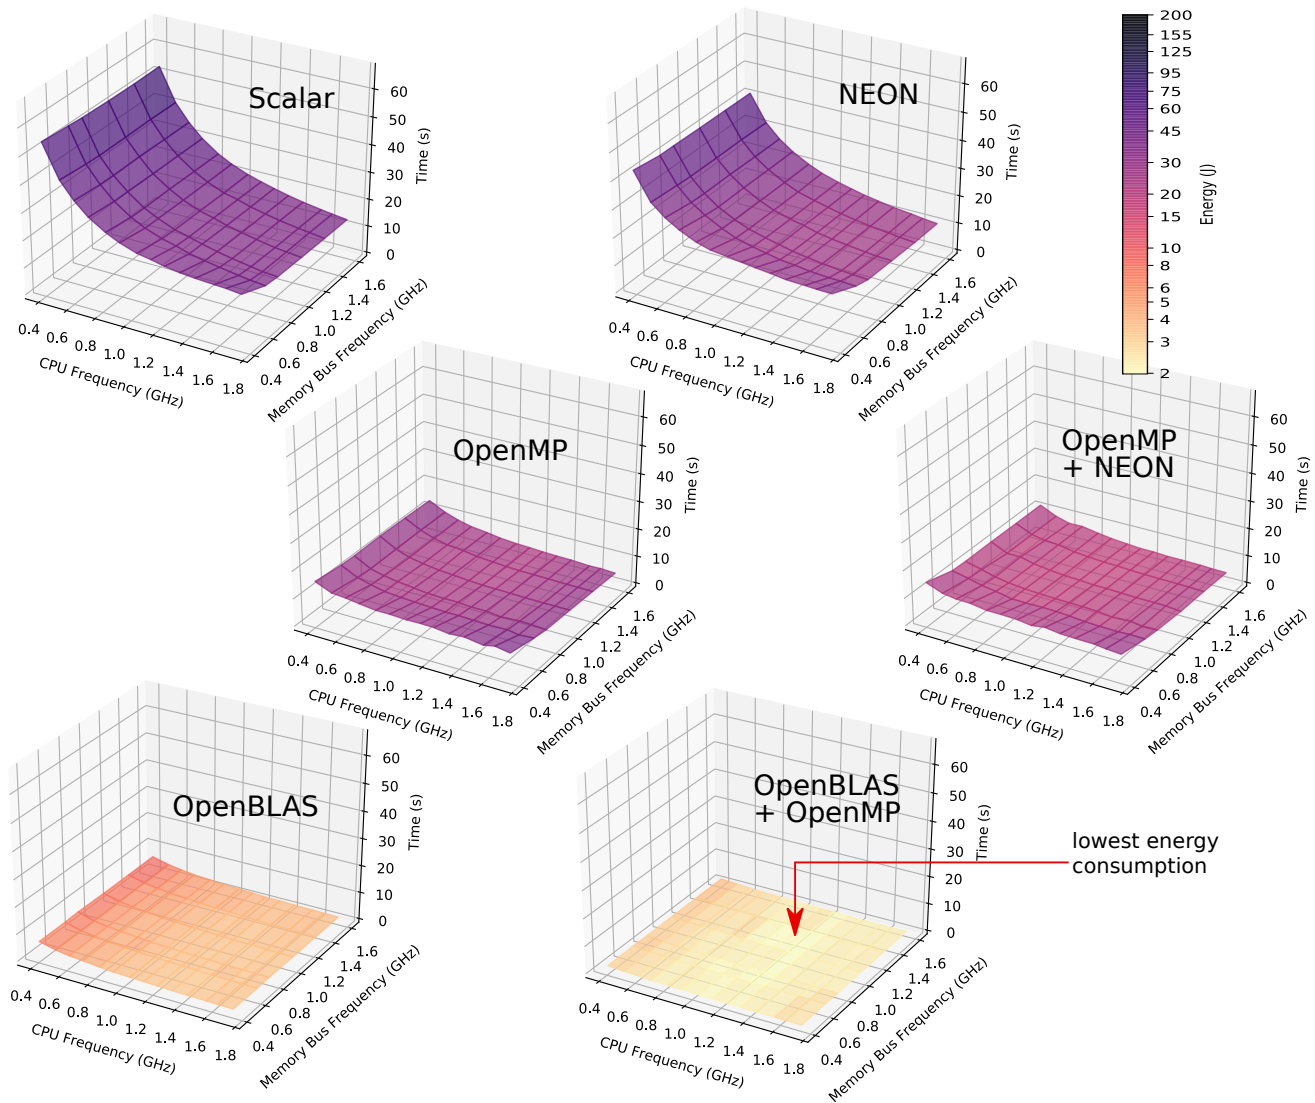 Scalar
60
50
40
30
20
10
0
Time (s)
0.4 0.6 0.8 1.0 1.2 1.4 1.6 1.8
CPU Frequency (GHz)
0.4 0.6 0.8 1.0 1.2 1.4 1.6
Memory Bus Frequency (GHz)
NEON
60
50
40
30
20
10
0
Time (s)
0.4 0.6 0.8 1.0 1.2 1.4 1.6 1.8
CPU Frequency (GHz)
0.4 0.6 0.8 1.0 1.2 1.4 1.6
Memory Bus Frequency (GHz)
200
155
125
95
75
60
45
30
20
15
10
8
6
5
4
3
2
Energy (J)
OpenMP
60
50
40
30
20
10
0
Time (s)
0.4 0.6 0.8 1.0 1.2 1.4 1.6 1.8
CPU Frequency (GHz)
0.4 0.6 0.8 1.0 1.2 1.4 1.6
Memory Bus Frequency (GHz)
OpenMP
+ NEON
60
50
40
30
20
10
0
Time (s)
0.4 0.6 0.8 1.0 1.2 1.4 1.6 1.8
CPU Frequency (GHz)
0.4 0.6 0.8 1.0 1.2 1.4 1.6
Memory Bus Frequency (GHz)
OpenBLAS
60
50
40
30
20
10
0
Time (s)
0.4 0.6 0.8 1.0 1.2 1.4 1.6 1.8
CPU Frequency (GHz)
0.4 0.6 0.8 1.0 1.2 1.4 1.6
Memory Bus Frequency (GHz)
OpenBLAS
+ OpenMP
60
50
40
30
20
10
0
Time (s)
0.4 0.6 0.8 1.0 1.2 1.4 1.6 1.8
CPU Frequency (GHz)
0.4 0.6 0.8 1.0 1.2 1.4 1.6
Memory Bus Frequency (GHz)
lowest energy
consumption